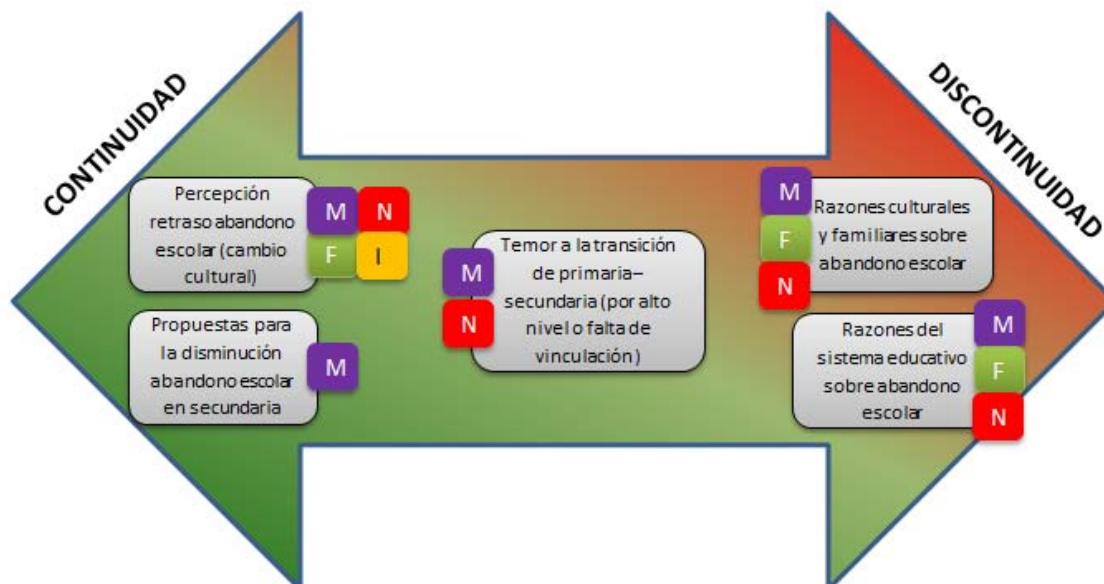 CONTINUIDAD
DISCONTINUIDAD
Percepción
retraso abandono
escolar (cambio
cultural)
M N
F I
Propuestas para
la disminución
abandono escolar
en secundaria
M
M
N
Temor a la transición
de primaria–
secundaria (por alto
nivel o falta de
vinculación)
M
F
N
Razones culturales
y familiares sobre
abandono escolar
Razones del
sistema educativo
sobre abandono
escolar
M
F
N